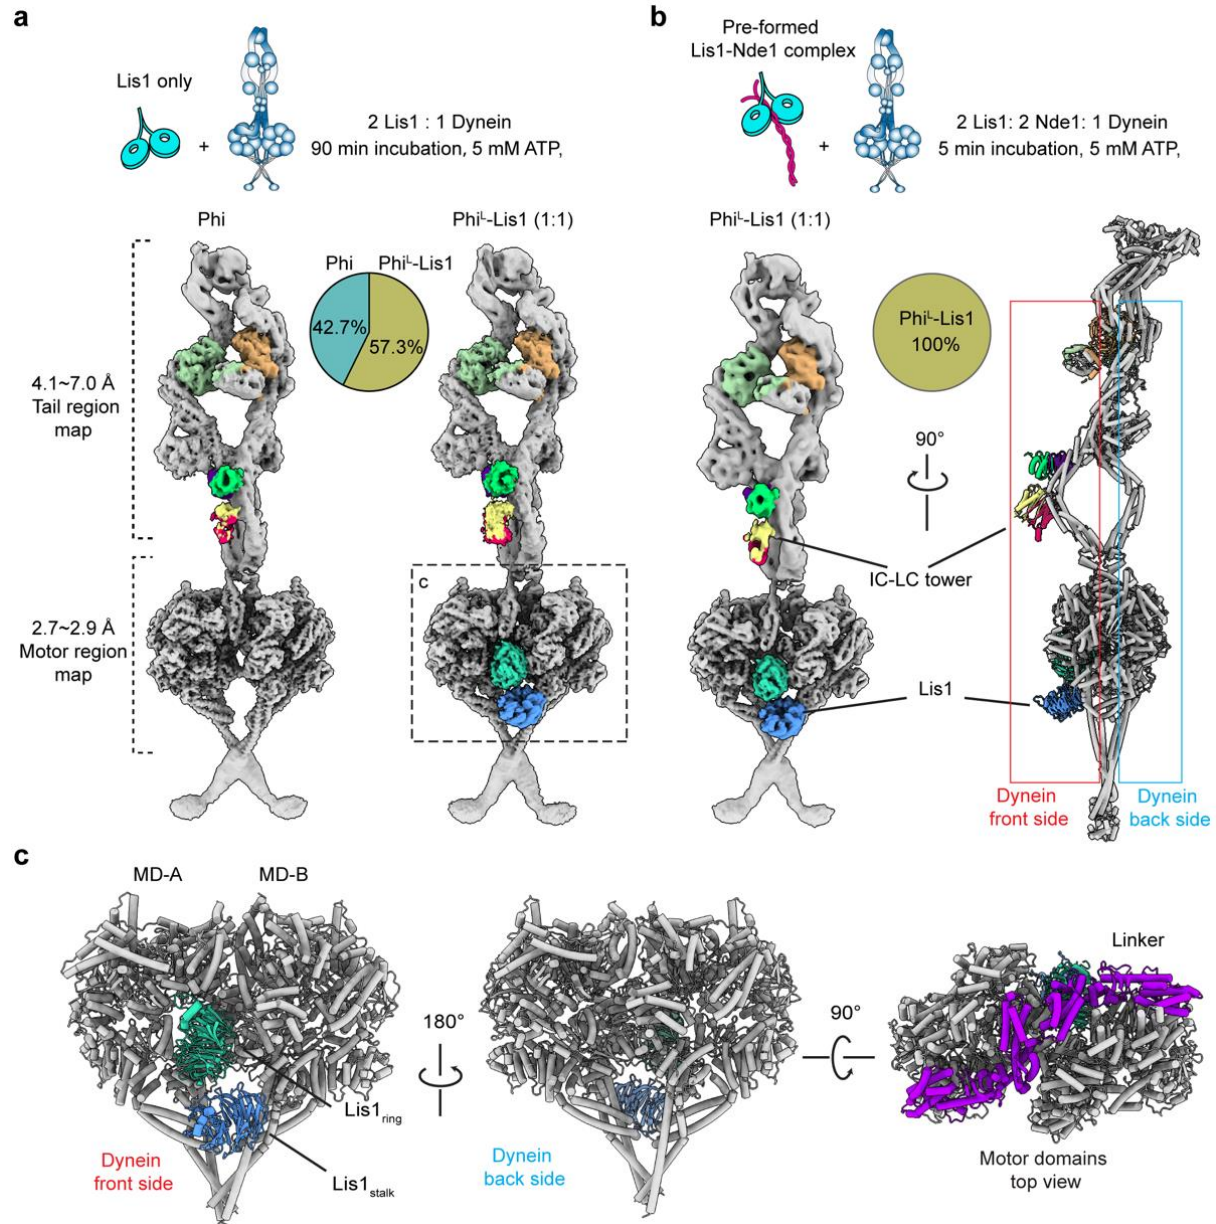 a
Lis1 only
+
2 Lis1 : 1 Dynein
90 min incubation, 5 mM ATP,
Phi
Phiᴸ-Lis1 (1:1)
Phi
Phiᴸ-Lis1
42.7%
57.3%
4.1~7.0 Å
Tail region
map
2.7~2.9 Å
Motor region
map
c
b
Pre-formed
Lis1-Nde1 complex
+
2 Lis1: 2 Nde1: 1 Dynein
5 min incubation, 5 mM ATP,
Phiᴸ-Lis1 (1:1)
Phiᴸ-Lis1
100%
90°
IC-LC tower
Lis1
Dynein
front side
Dynein
back side
c
MD-A
MD-B
Lis1ring
Lis1stalk
Dynein
front side
180°
Dynein
back side
90°
Linker
Motor domains
top view